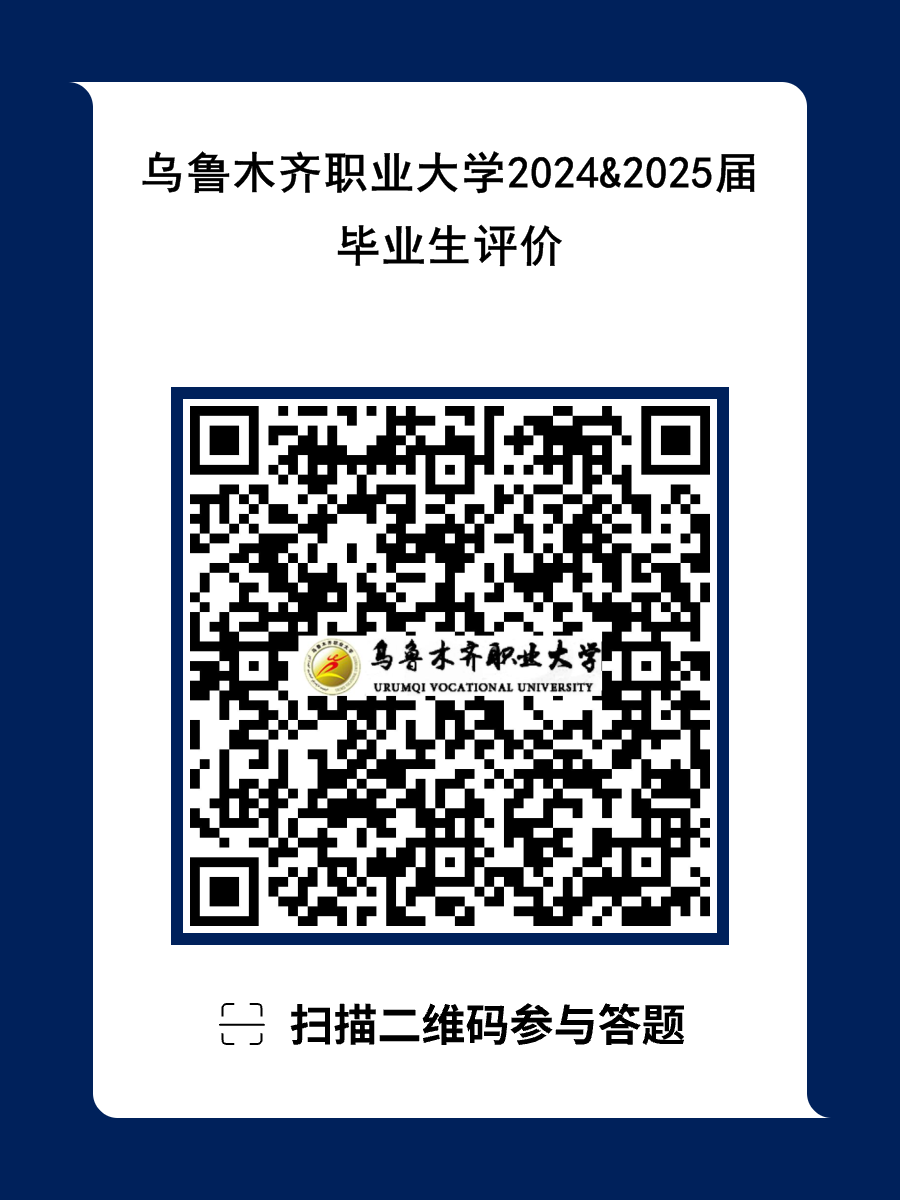 乌鲁木齐职业大学2024&2025届
毕业生评价
乌鲁木齐职业大学
URUMQI VOCATIONAL UNIVERSITY
扫描二维码参与答题